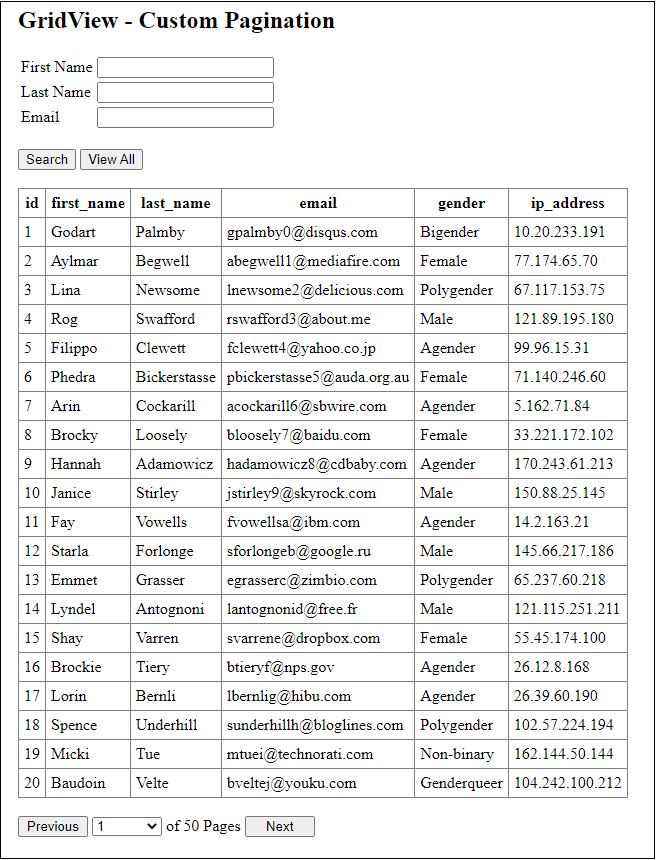 GridView - Custom Pagination
First Name
Last Name
Email
Search View All
id first_name last_name email gender ip_address
1 Godart Palmby gpalmby0@disqus.com Bigender 10.20.233.191
2 Aylmar Begwell abegwell1@mediafire.com Female 77.174.65.70
3 Lina Newsome lnewsome2@delicious.com Polygender 67.117.153.75
4 Rog Swafford rswafford3@about.me Male 121.89.195.180
5 Filippo Clewett fclewett4@yahoo.co.jp Agender 99.96.15.31
6 Phedra Bickerstasse pbickerstasse5@auda.org.au Female 71.140.246.60
7 Arin Cockarill acockarill6@sbwire.com Agender 5.162.71.84
8 Brocky Loosely bloosely7@baidu.com Female 33.221.172.102
9 Hannah Adamowicz hadamowicz8@cdbaby.com Agender 170.243.61.213
10 Janice Stirley jstirley9@skyrock.com Male 150.88.25.145
11 Fay Vowells fvowellsa@ibm.com Agender 14.2.163.21
12 Starla Forlonge sforlongeb@google.ru Male 145.66.217.186
13 Emmet Grasser egrasserc@zimbio.com Polygender 65.237.60.218
14 Lyndel Antognoni lantognonid@free.fr Male 121.115.251.211
15 Shay Varren svarrene@dropbox.com Female 55.45.174.100
16 Brockie Tiery btieryf@nps.gov Agender 26.12.8.168
17 Lorin Bernli lbernlig@hibu.com Agender 26.39.60.190
18 Spence Underhill sunderhillh@bloglines.com Polygender 102.57.224.194
19 Micki Tue mtuei@technorati.com Non-binary 162.144.50.144
20 Baudoin Velte bveltej@youku.com Genderqueer 104.242.100.212
Previous 1 of 50 Pages Next